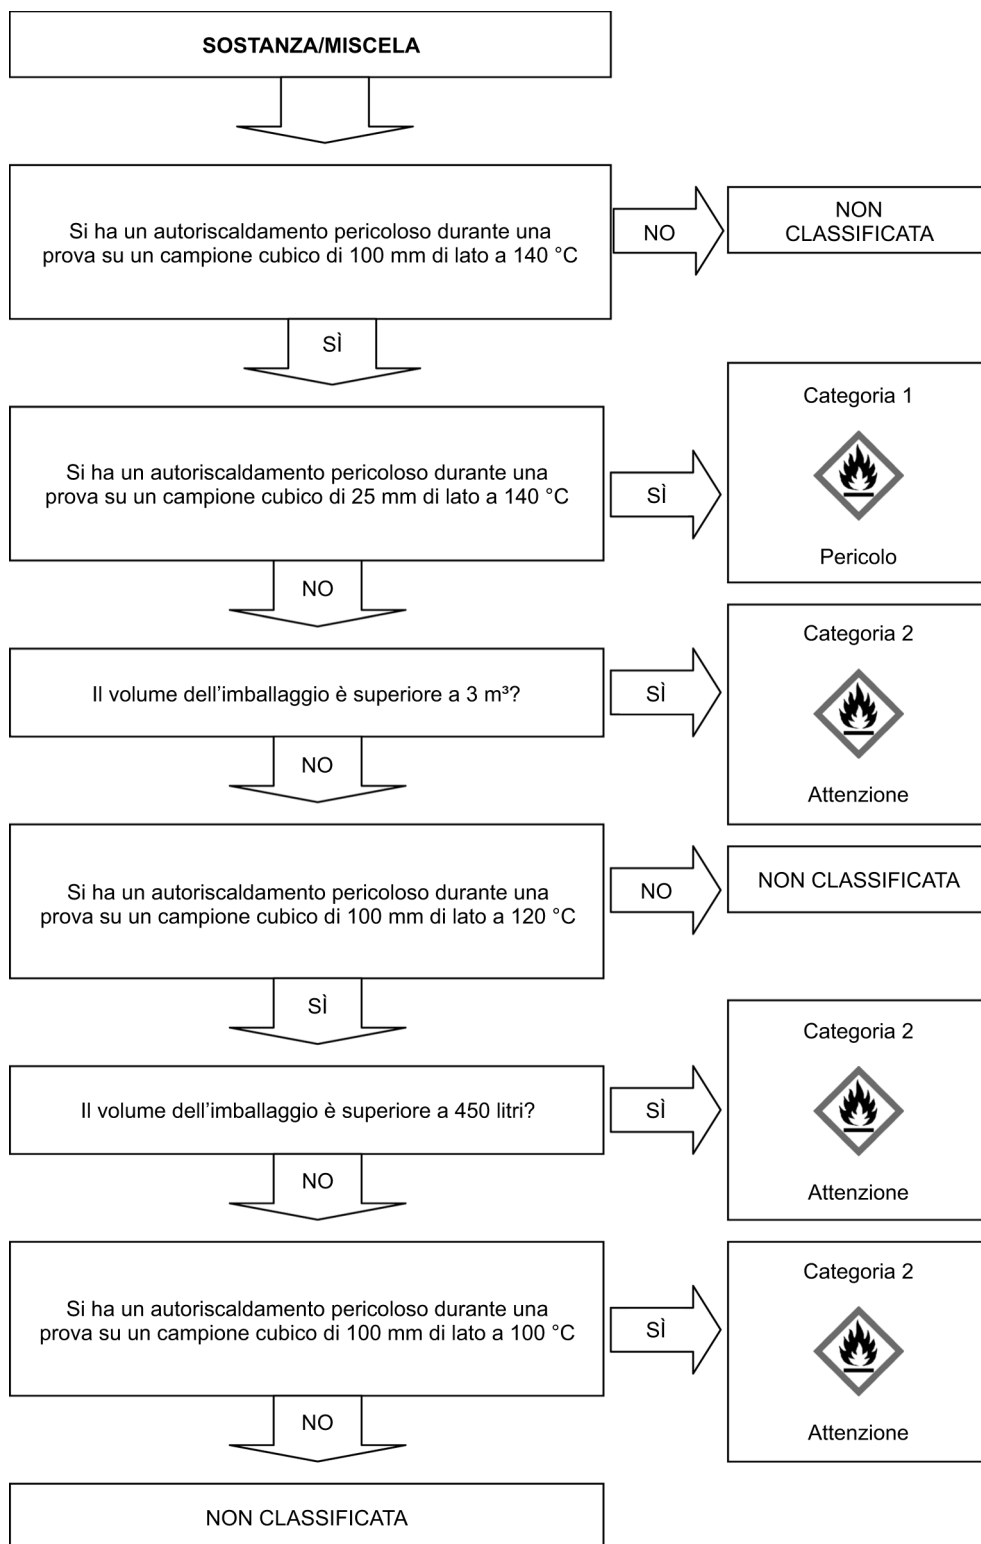 SOSTANZA/MISCELA
Si ha un autoriscaldamento pericoloso durante una
prova su un campione cubico di 100 mm di lato a 140 °C
NO
NON
CLASSIFICATA
SÌ
Si ha un autoriscaldamento pericoloso durante una
prova su un campione cubico di 25 mm di lato a 140 °C
SÌ
Categoria 1
Pericolo
NO
Il volume dell'imballaggio è superiore a 3 m³?
SÌ
Categoria 2
Attenzione
NO
Si ha un autoriscaldamento pericoloso durante una
prova su un campione cubico di 100 mm di lato a 120 °C
NO
NON CLASSIFICATA
SÌ
Il volume dell'imballaggio è superiore a 450 litri?
SÌ
Categoria 2
Attenzione
NO
Si ha un autoriscaldamento pericoloso durante una
prova su un campione cubico di 100 mm di lato a 100 °C
SÌ
Categoria 2
Attenzione
NO
NON CLASSIFICATA